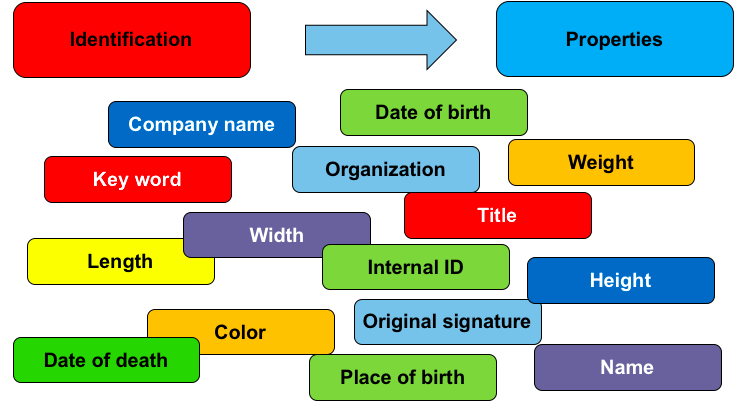 Identification
Properties
Date of birth
Company name
Weight
Organization
Key word
Title
Width
Length
Internal ID
Height
Original signature
Color
Date of death
Name
Place of birth